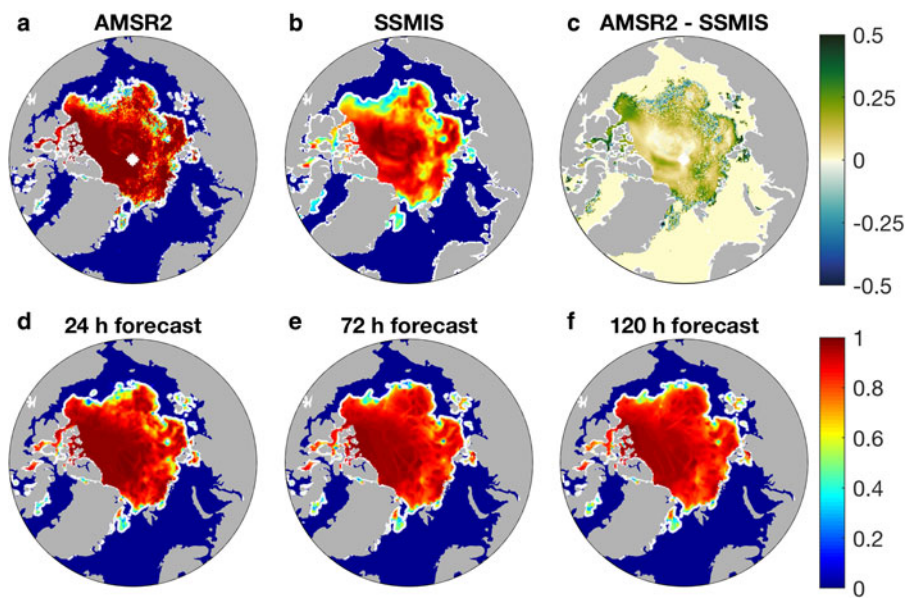 a AMSR2
b SSMIS
c AMSR2 - SSMIS
0.5
0.25
0
-0.25
-0.5
d 24 h forecast
e 72 h forecast
f 120 h forecast
1
0.8
0.6
0.4
0.2
0